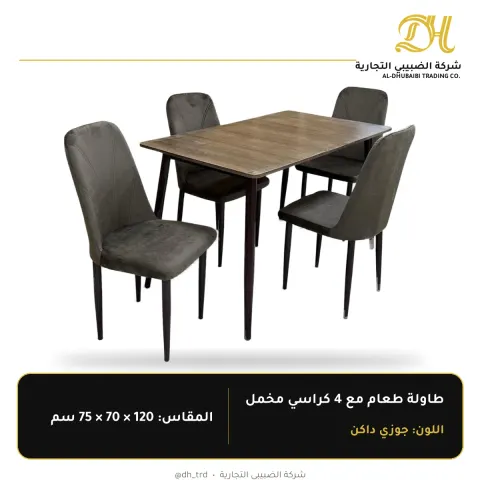 DH
شركة الضبيبي التجارية
AL-DHUBAIBI TRADING CO.
طاولة طعام مع 4 كراسي مخمل
اللون: جوزي داكن
المقاس: 120 × 70 × 75 سم
شركة الضبيبي التجارية • @dh_trd